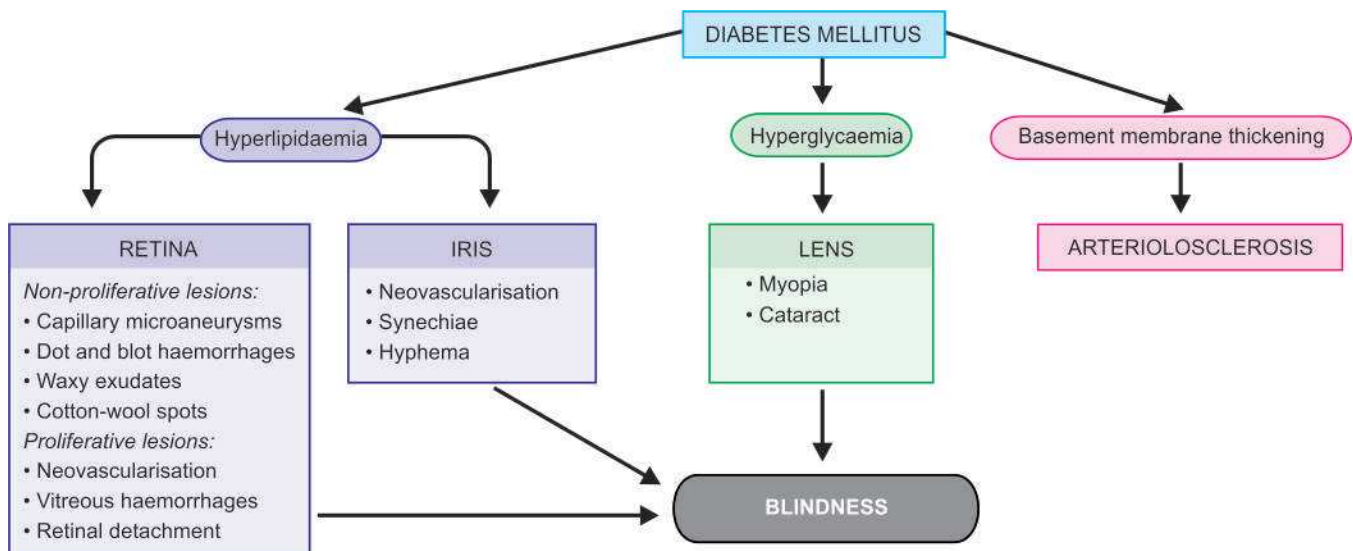 DIABETES MELLITUS
Hyperlipidaemia
Hyperglycaemia
Basement membrane thickening
RETINA
Non-proliferative lesions:
• Capillary microaneurysms
• Dot and blot haemorrhages
• Waxy exudates
• Cotton-wool spots
Proliferative lesions:
• Neovascularisation
• Vitreous haemorrhages
• Retinal detachment
IRIS
• Neovascularisation
• Synechiae
• Hyphema
LENS
• Myopia
• Cataract
ARTERIOLOSCLEROSIS
BLINDNESS